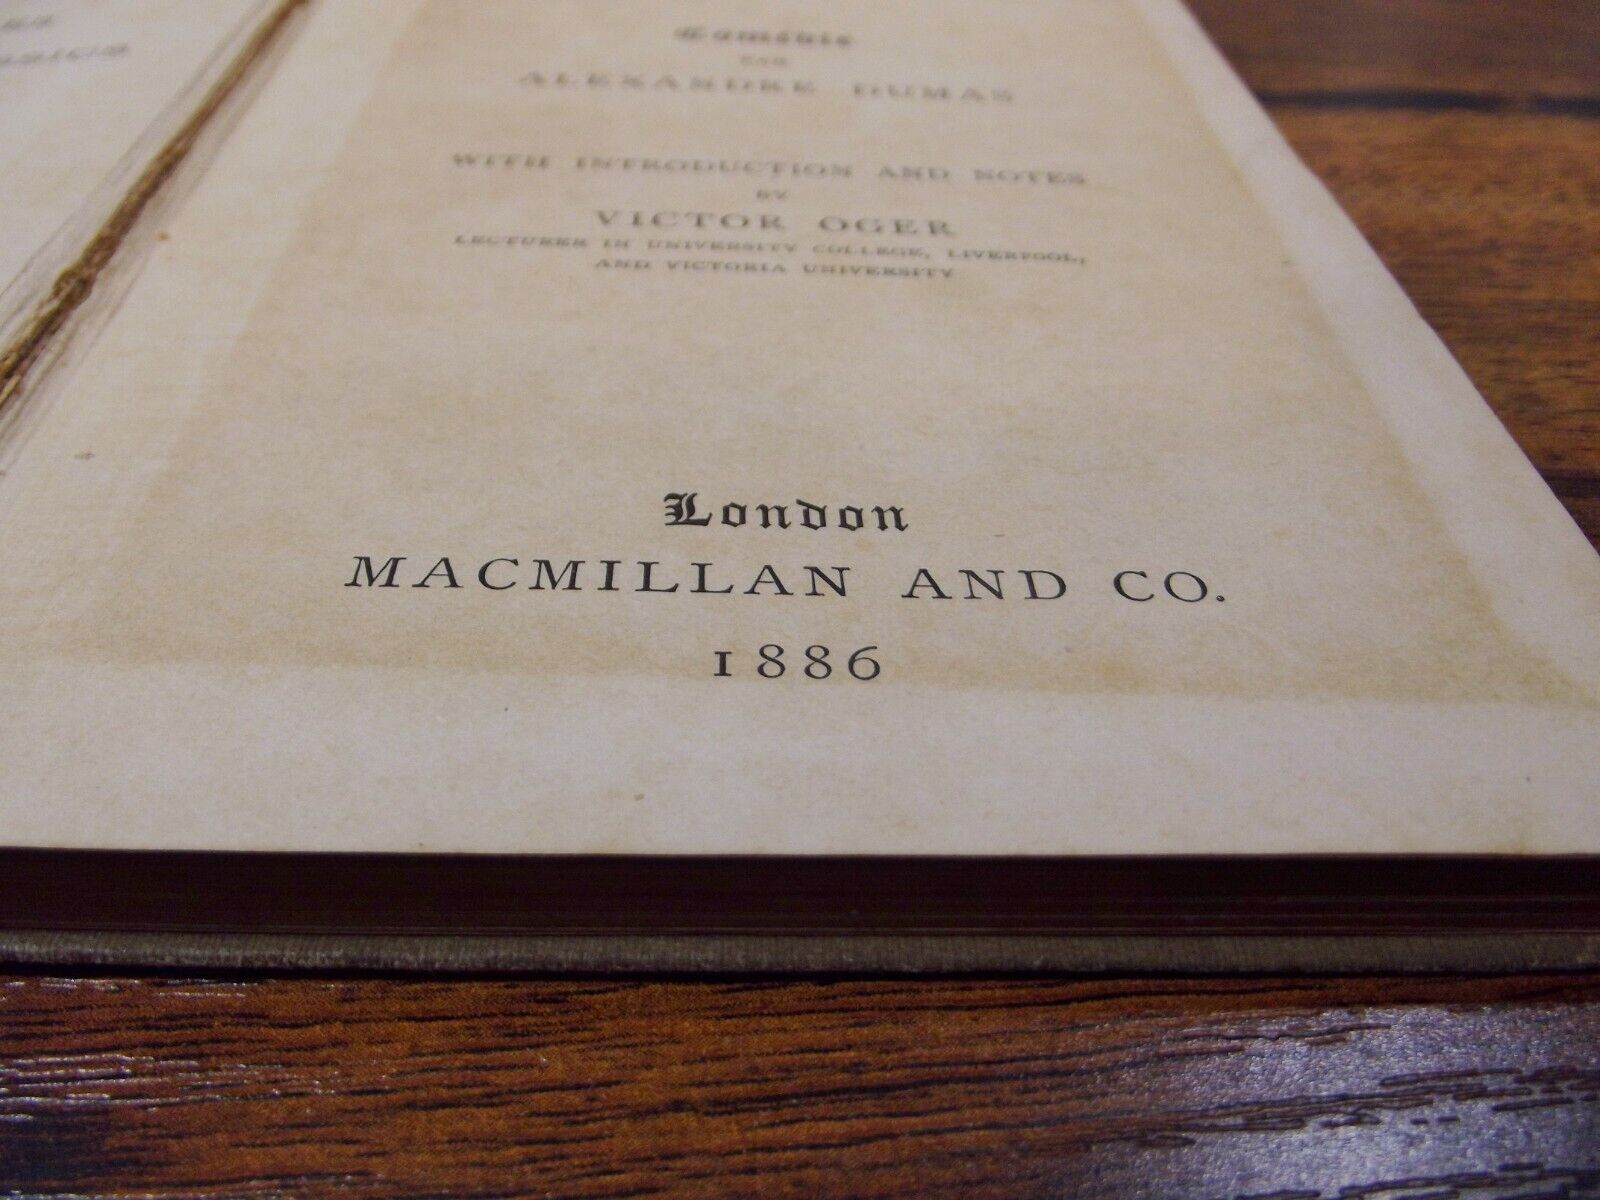 Comédie
PAR
ALEXANDRE DUMAS
WITH INTRODUCTION AND NOTES
BY
VICTOR OGER
LECTURER IN UNIVERSITY COLLEGE, LIVERPOOL,
AND VICTORIA UNIVERSITY
London
MACMILLAN AND CO.
1886